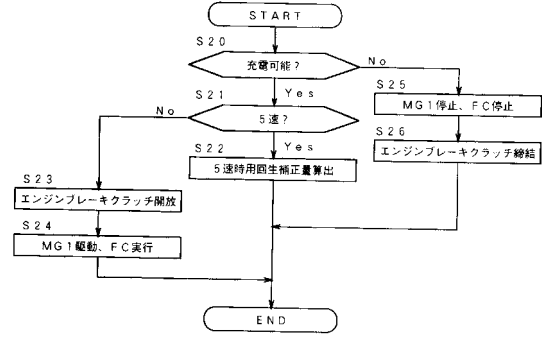 START
S20
充電可能？
No
S25
Yes
S21
MG1停止、FC停止
No
5速？
S26
Yes
エンジンブレーキクラッチ締結
S22
5速時用回生補正量算出
S23
エンジンブレーキクラッチ開放
S24
MG1駆動、FC実行
END